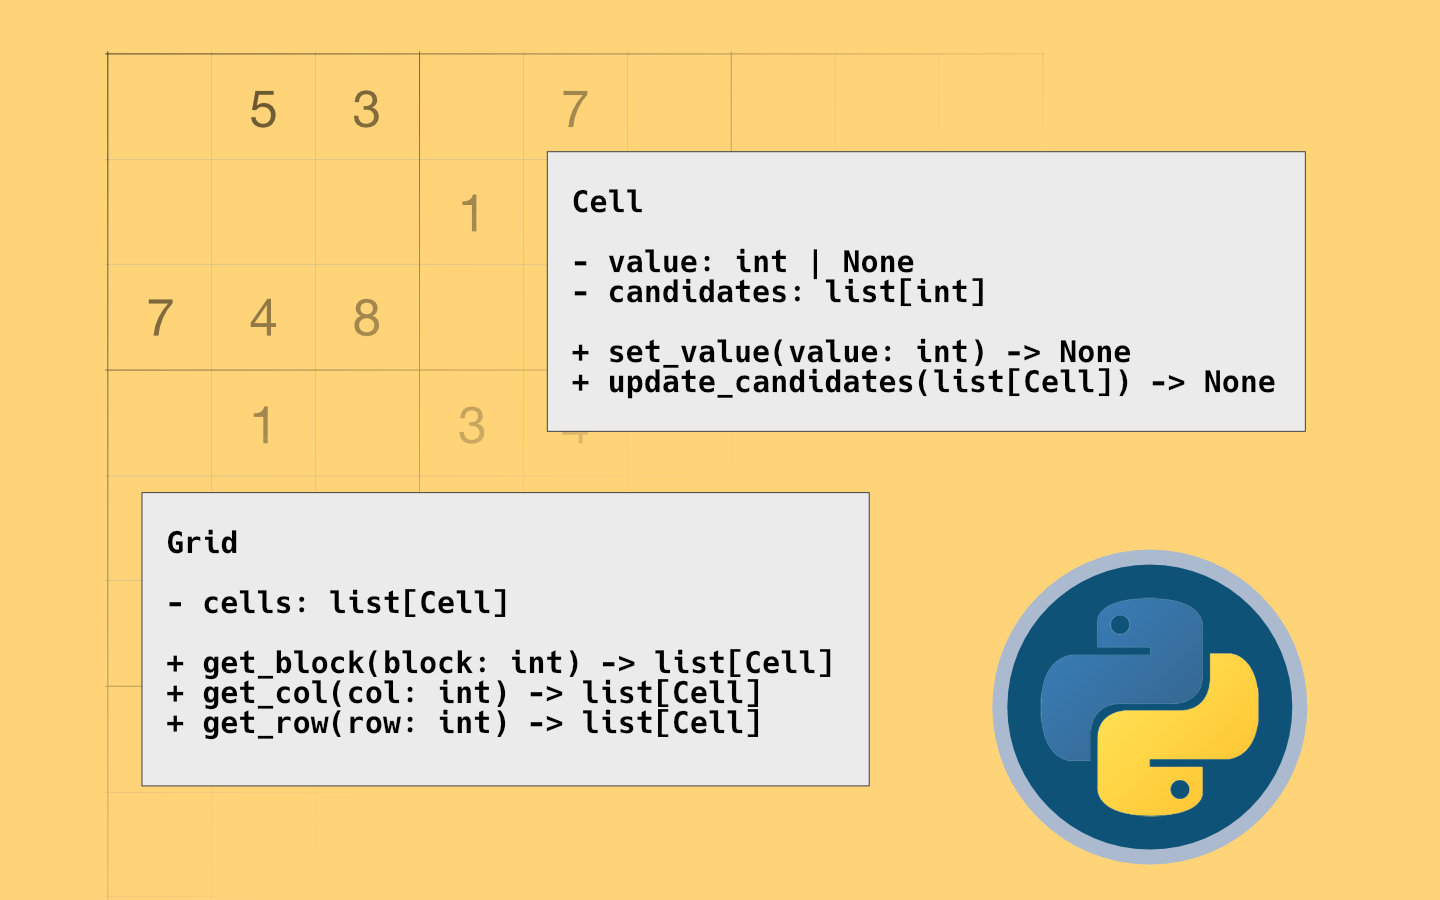 5 3 7
1
7 4 8
1 3
Cell
- value: int | None
- candidates: list[int]
+ set_value(value: int) -> None
+ update_candidates(list[Cell]) -> None
Grid
- cells: list[Cell]
+ get_block(block: int) -> list[Cell]
+ get_col(col: int) -> list[Cell]
+ get_row(row: int) -> list[Cell]